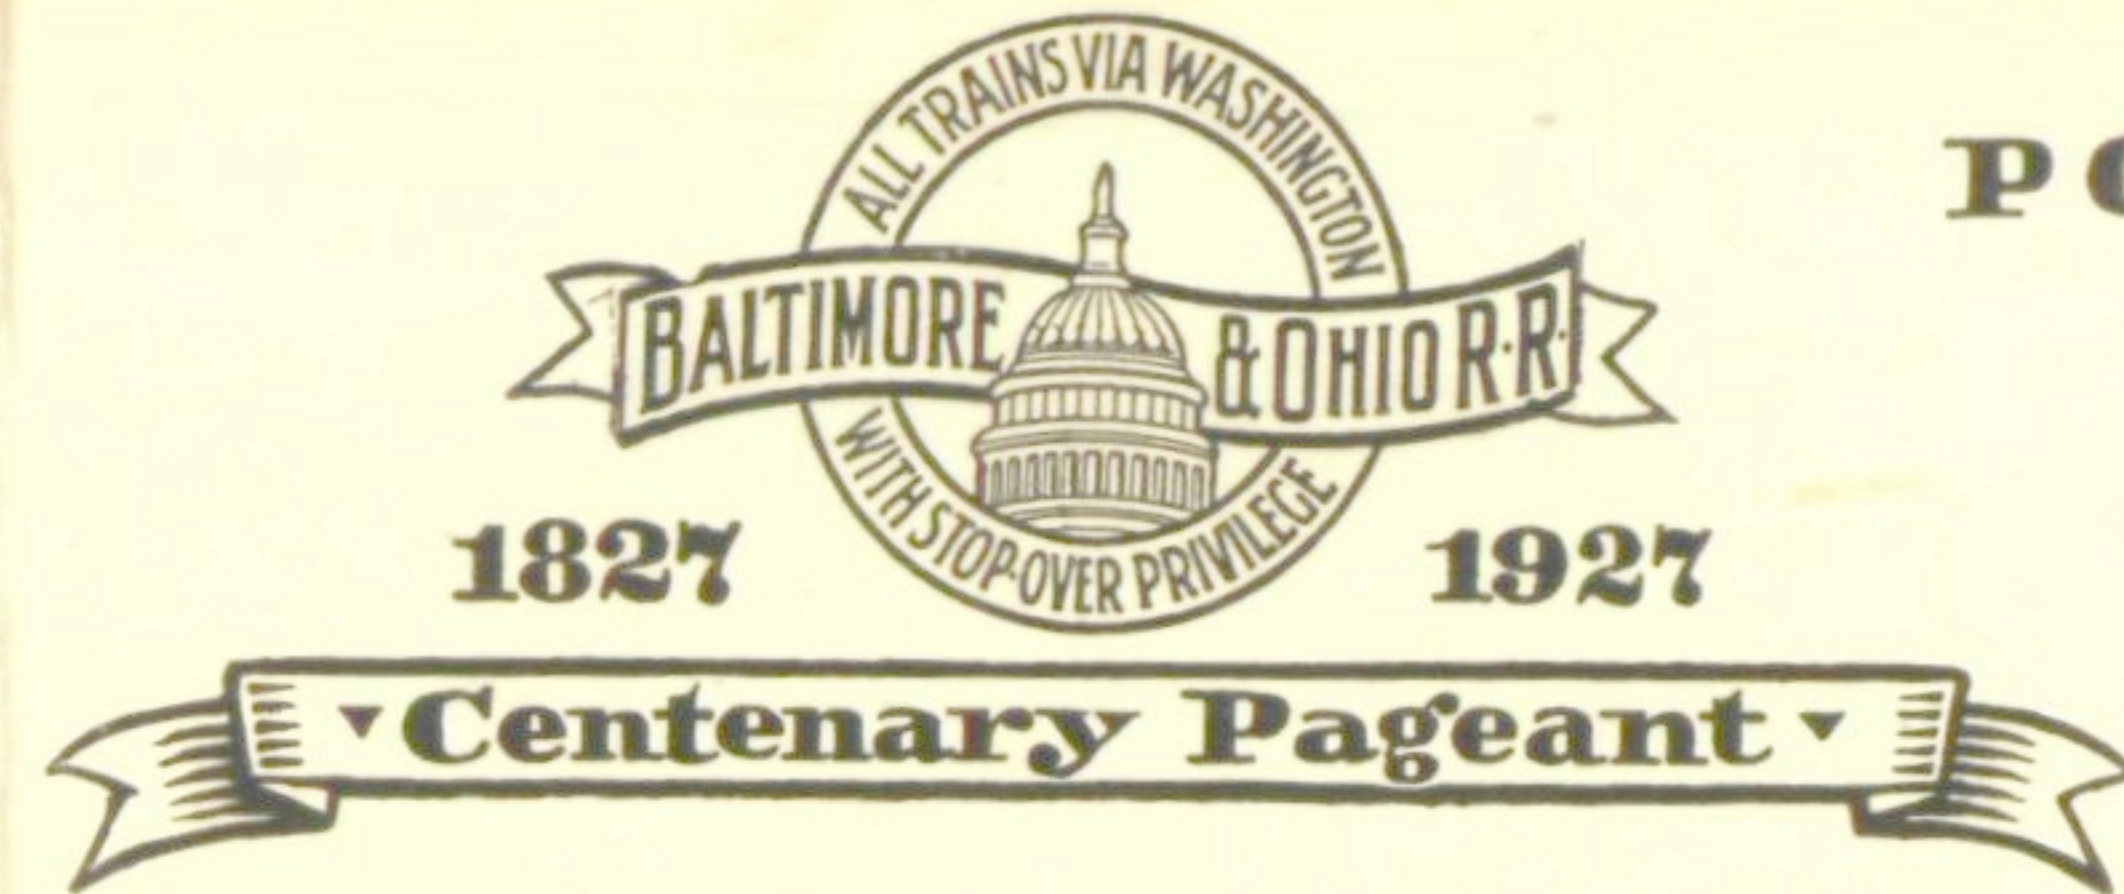 ALL TRAINS VIA WASHINGTON
BALTIMORE & OHIO R·R·
WITH STOP-OVER PRIVILEGE
1827 1927
Centenary Pageant